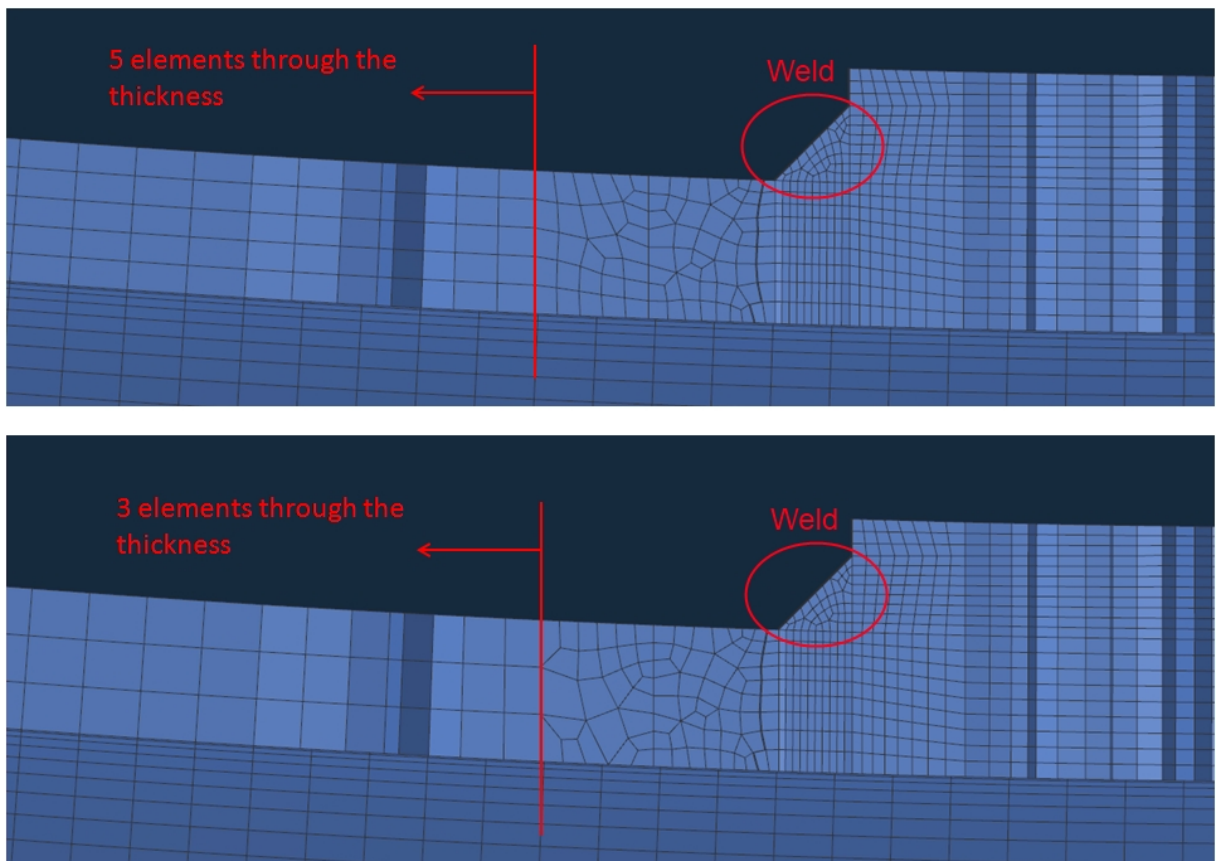 5 elements through the
thickness
Weld
3 elements through the
thickness
Weld